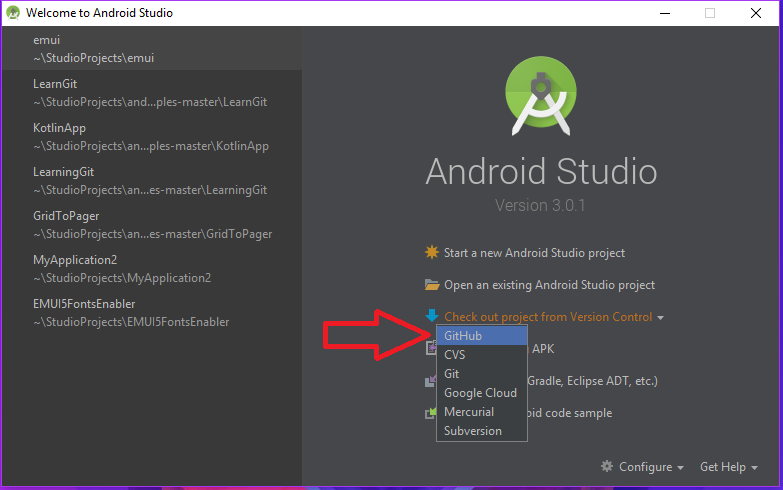 Welcome to Android Studio
emui
~\StudioProjects\emui
LearnGit
~\StudioProjects\and...ples-master\LearnGit
KotlinApp
~\StudioProjects\an...ples-master\KotlinApp
LearningGit
~\StudioProjects\an...es-master\LearningGit
GridToPager
~\StudioProjects\an...es-master\GridToPager
MyApplication2
~\StudioProjects\MyApplication2
EMUI5FontsEnabler
~\StudioProjects\EMUI5FontsEnabler
Android Studio
Version 3.0.1
Start a new Android Studio project
Open an existing Android Studio project
Check out project from Version Control
GitHub
APK
CVS
Git
Gradle, Eclipse ADT, etc.)
Google Cloud
Mercurial
code sample
Subversion
Configure
Get Help